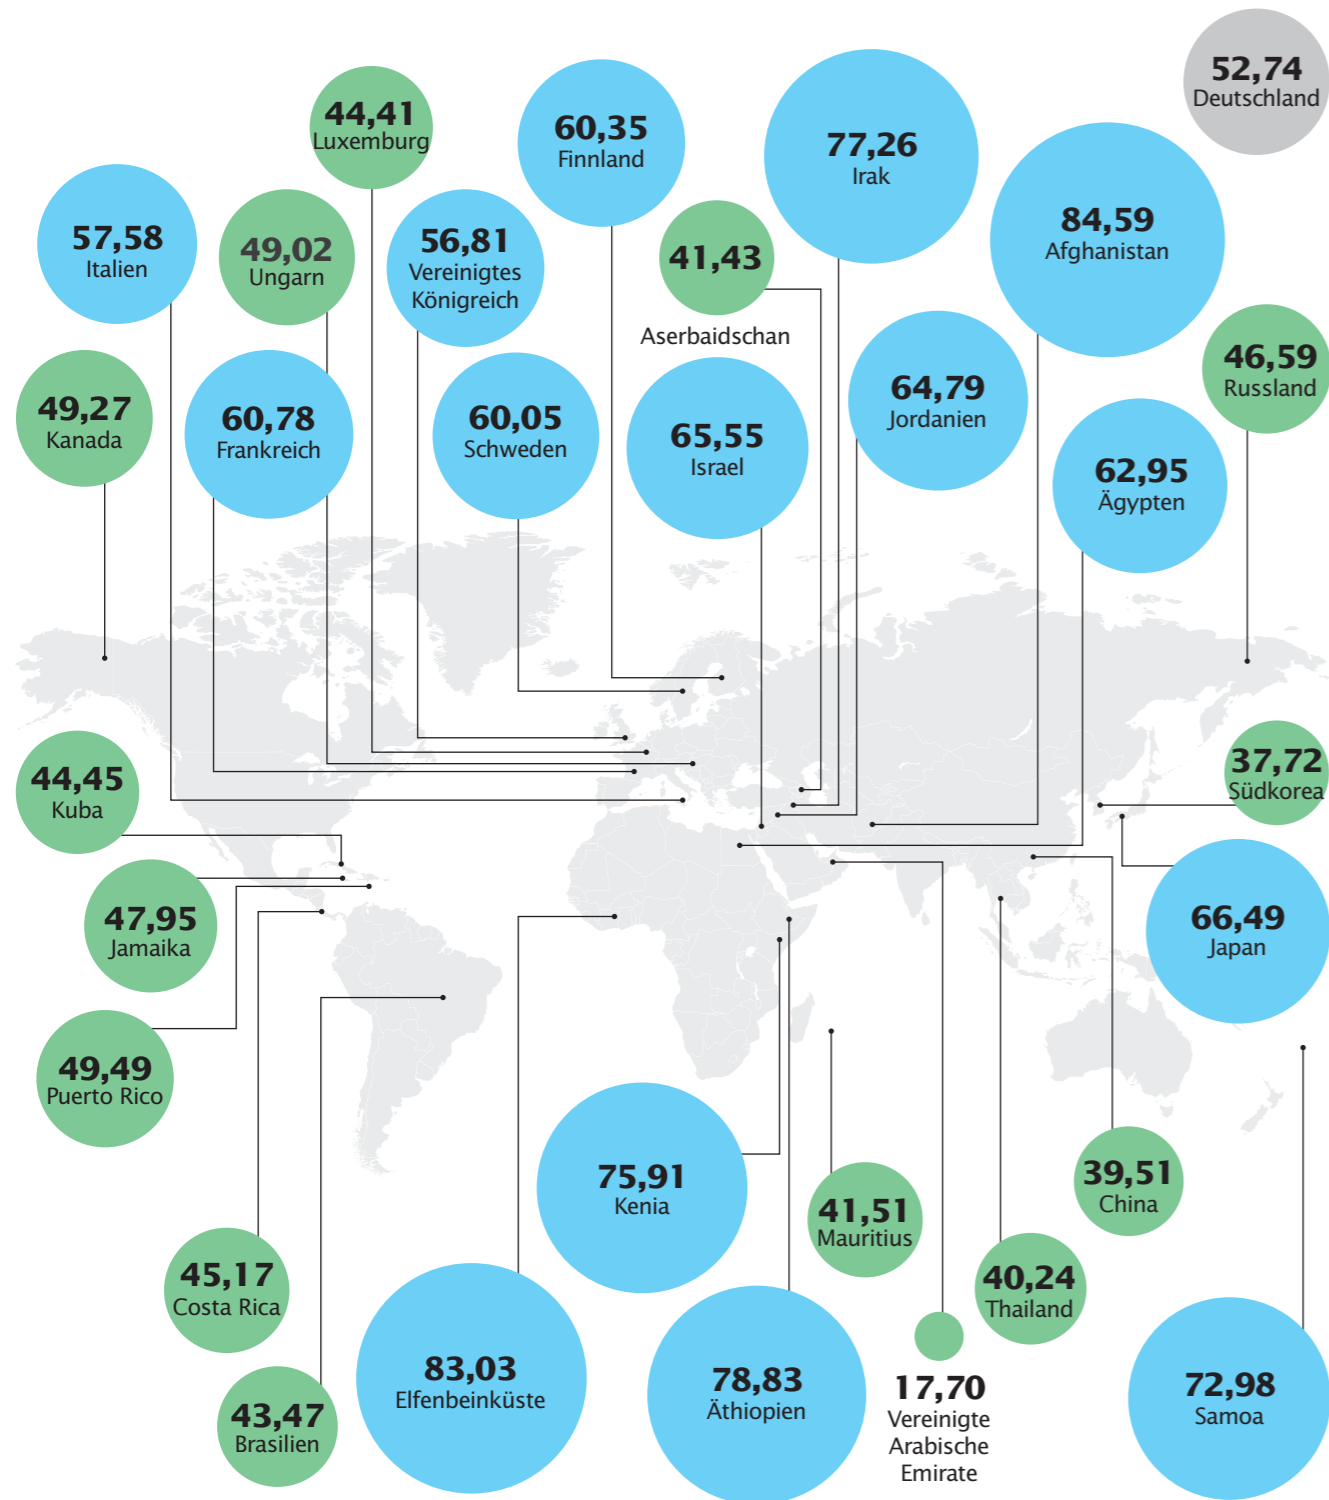 52,74
Deutschland
44,41
Luxemburg
60,35
Finnland
77,26
Irak
84,59
Afghanistan
57,58
Italien
49,02
Ungarn
56,81
Vereinigtes
Königreich
41,43
Aserbaidschan
46,59
Russland
49,27
Kanada
60,78
Frankreich
60,05
Schweden
65,55
Israel
64,79
Jordanien
62,95
Ägypten
44,45
Kuba
37,72
Südkorea
47,95
Jamaika
66,49
Japan
49,49
Puerto Rico
75,91
Kenia
41,51
Mauritius
39,51
China
45,17
Costa Rica
40,24
Thailand
83,03
Elfenbeinküste
78,83
Äthiopien
17,70
Vereinigte
Arabische
Emirate
72,98
Samoa
43,47
Brasilien